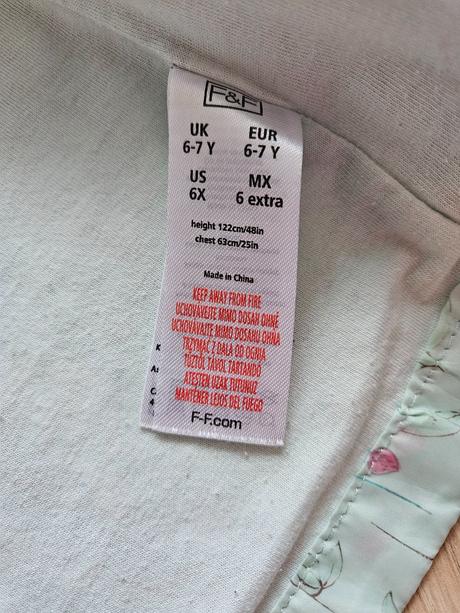 F&F
UK EUR
6-7 Y 6-7 Y
US MX
6X 6 extra
height 122cm/48in
chest 63cm/25in
Made in China
KEEP AWAY FROM FIRE
UCHOVÁVEJTE MIMO DOSAH OHNĚ
UCHOVÁVAJTE MIMO DOSAHU OHŇA
TRZYMAĆ Z DALA OD OGNIA
TŰZTŐL TÁVOL TARTANDÓ
ATEŞTEN UZAK TUTUNUZ
MANTENER LEJOS DEL FUEGO
F-F.com